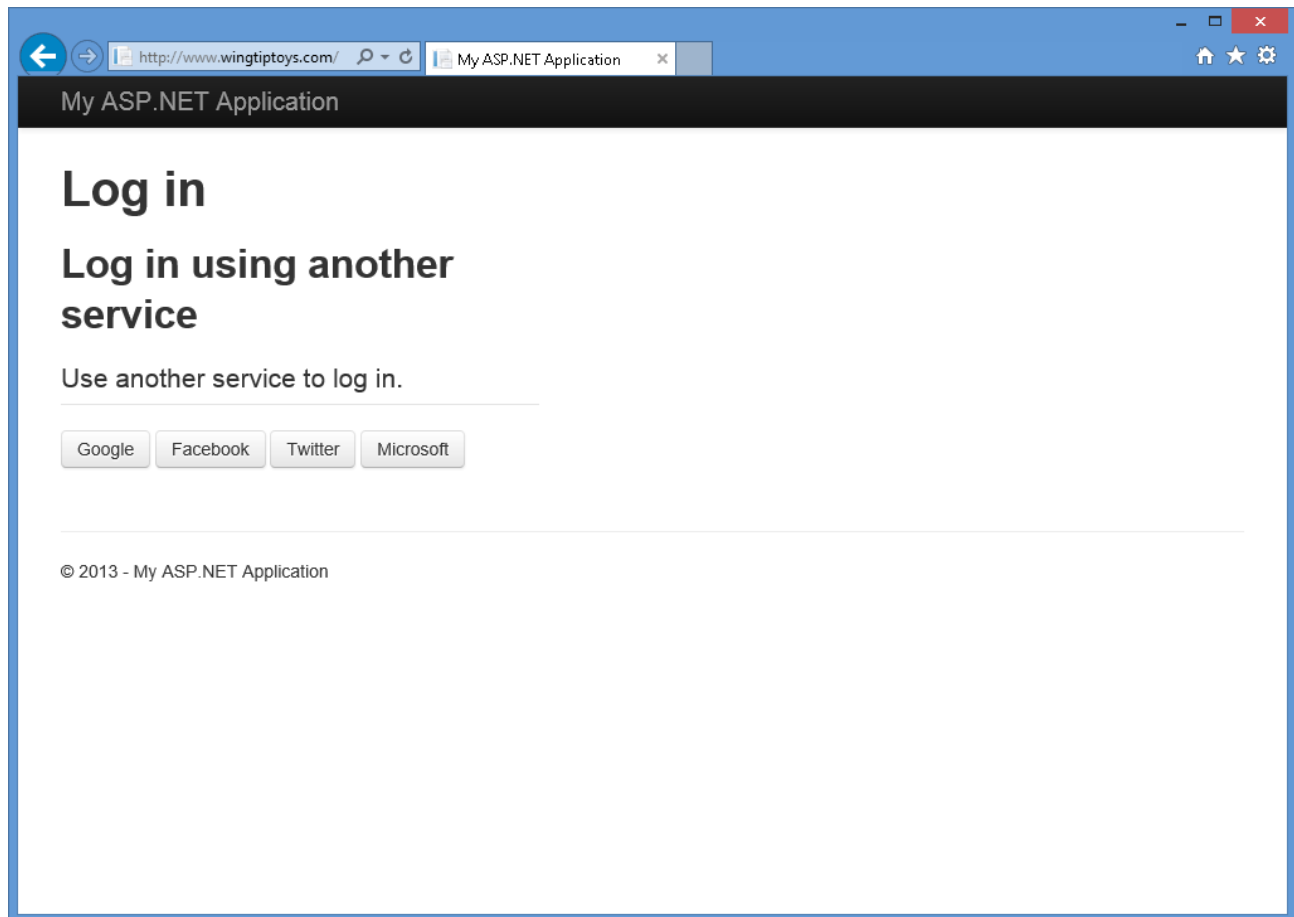 http://www.wingtiptoys.com/
My ASP.NET Application
My ASP.NET Application
Log in
Log in using another
service
Use another service to log in.
Google Facebook Twitter Microsoft
© 2013 - My ASP.NET Application